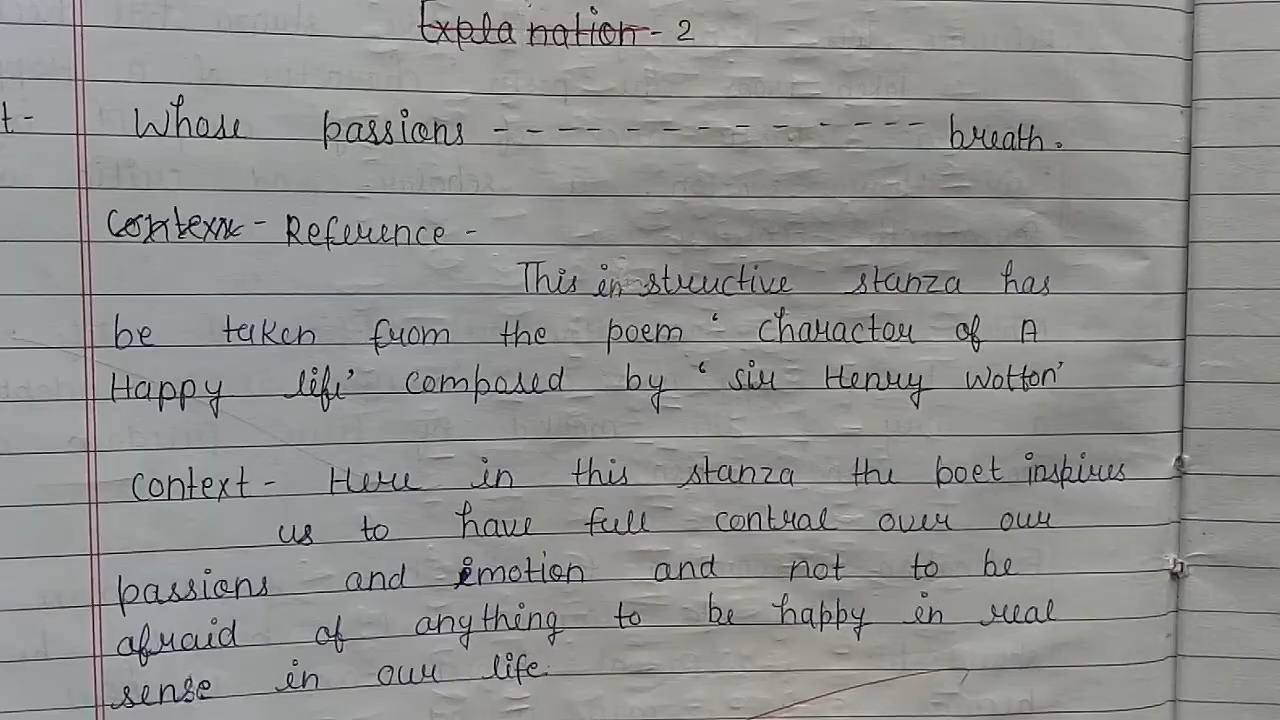 Explanation - 2
t - Whose passions - - - - - - - - - - - - - breath.
Context - Reference -
This instructive stanza has
be taken from the poem ' charactor of A
Happy life' composed by ' sir Henry Wotton'
context - Here in this stanza the poet inspires
us to have full control over our
passions and emotion and not to be
afraid of anything to be happy in real
sense in our life.